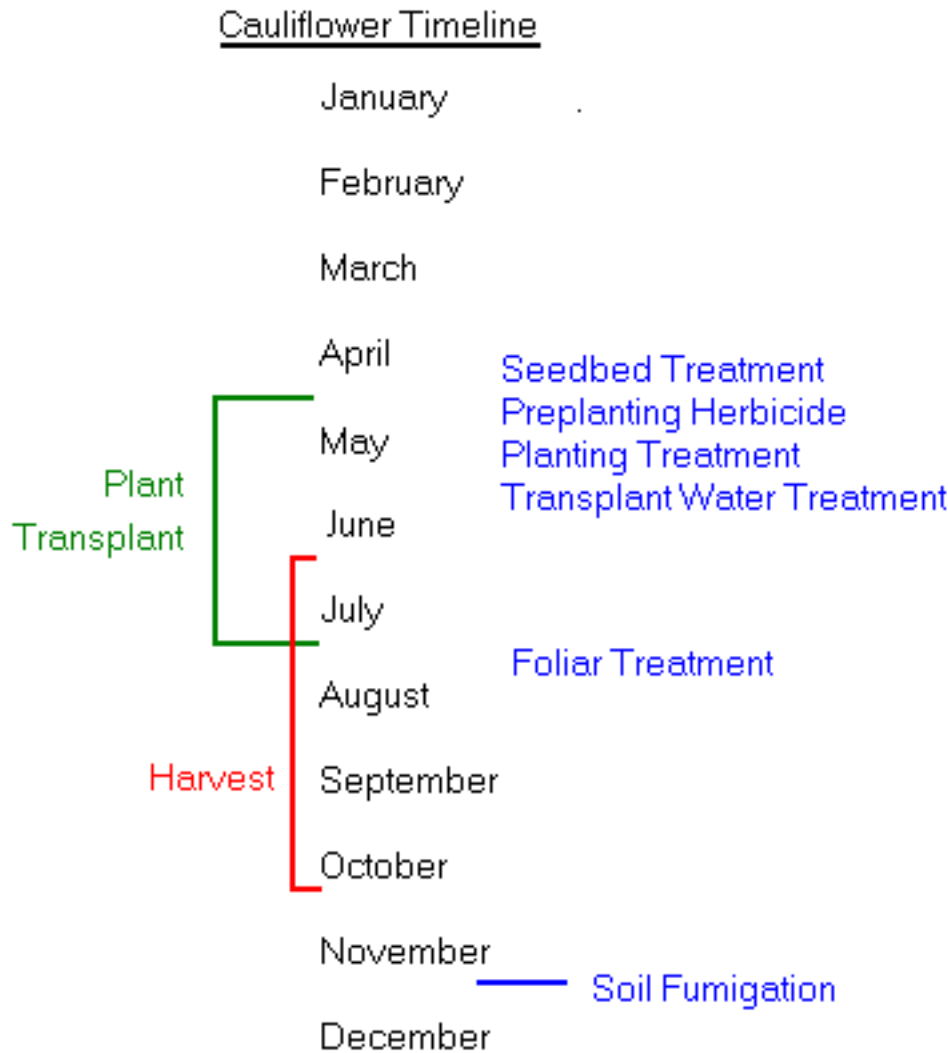 Cauliflower Timeline
January
February
March
April
Seedbed Treatment
Preplanting Herbicide
May
Planting Treatment
Plant
Transplant Water Treatment
June
Transplant
July
Foliar Treatment
August
Harvest
September
October
November
Soil Fumigation
December